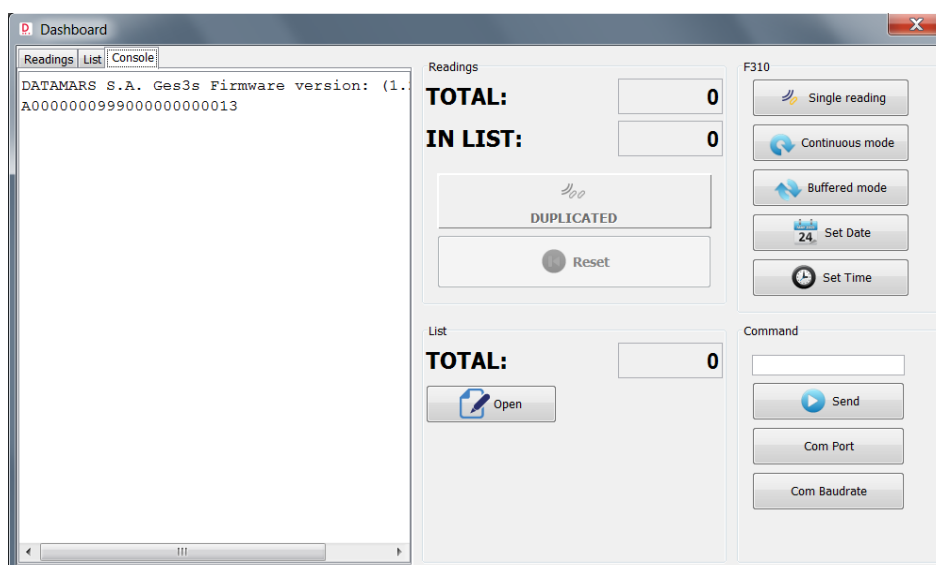 Dashboard
Readings List Console
DATAMARS S.A. Ges3s Firmware version: (1.
A0000000999000000000013
Readings
TOTAL: 0
IN LIST: 0
DUPLICATED
Reset
List
TOTAL: 0
Open
F310
Single reading
Continuous mode
Buffered mode
24 Set Date
Set Time
Command
Send
Com Port
Com Baudrate